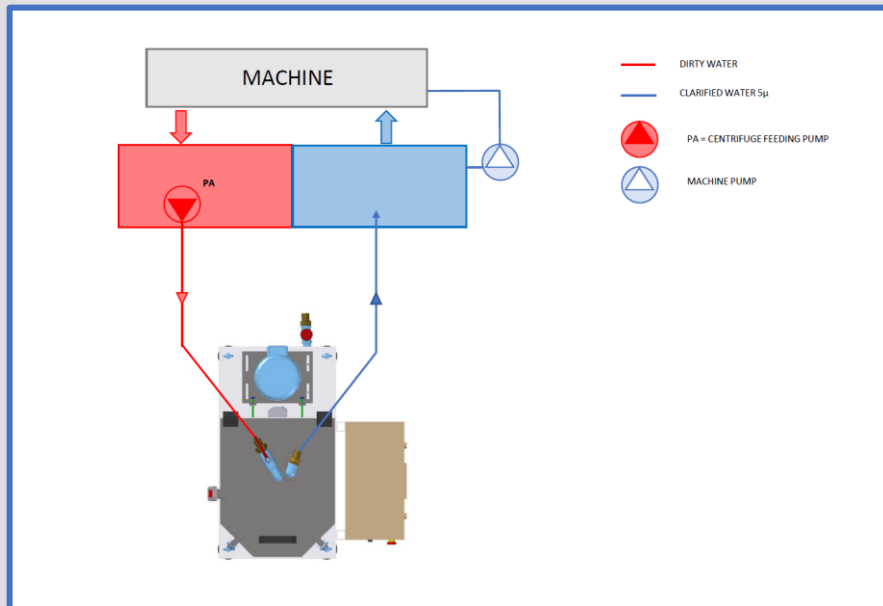 MACHINE
DIRTY WATER
CLARIFIED WATER 5µ
PA
PA = CENTRIFUGE FEEDING PUMP
MACHINE PUMP